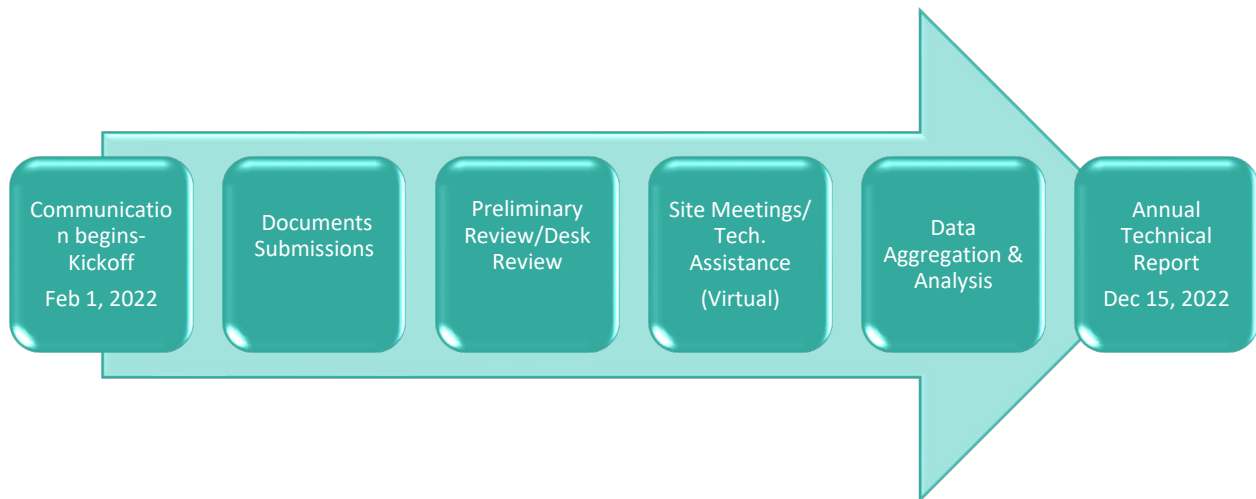 Communicatio
n begins-
Kickoff
Feb 1, 2022
Documents
Submissions
Preliminary
Review/Desk
Review
Site Meetings/
Tech.
Assistance
(Virtual)
Data
Aggregation &
Analysis
Annual
Technical
Report
Dec 15, 2022